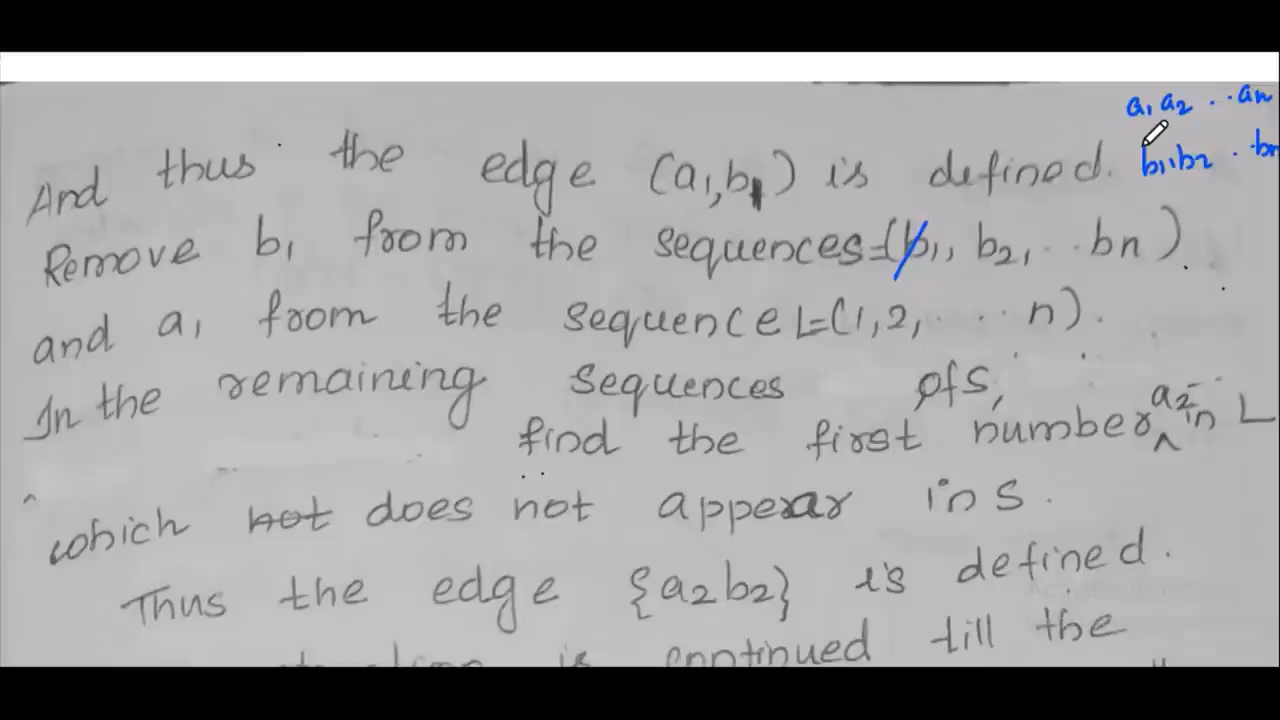 a1 a2 .. an
And thus the edge (a1, b1) is defined.
b1, b2 . bn
Remove b1 from the sequence s=(b1, b2, .. bn).
and a1 from the sequence L=(1, 2, ... n).
In the remaining sequences of s,
find the first number a2 in L
which not does not appear in s.
Thus the edge {a2b2} is defined.
is continued till the